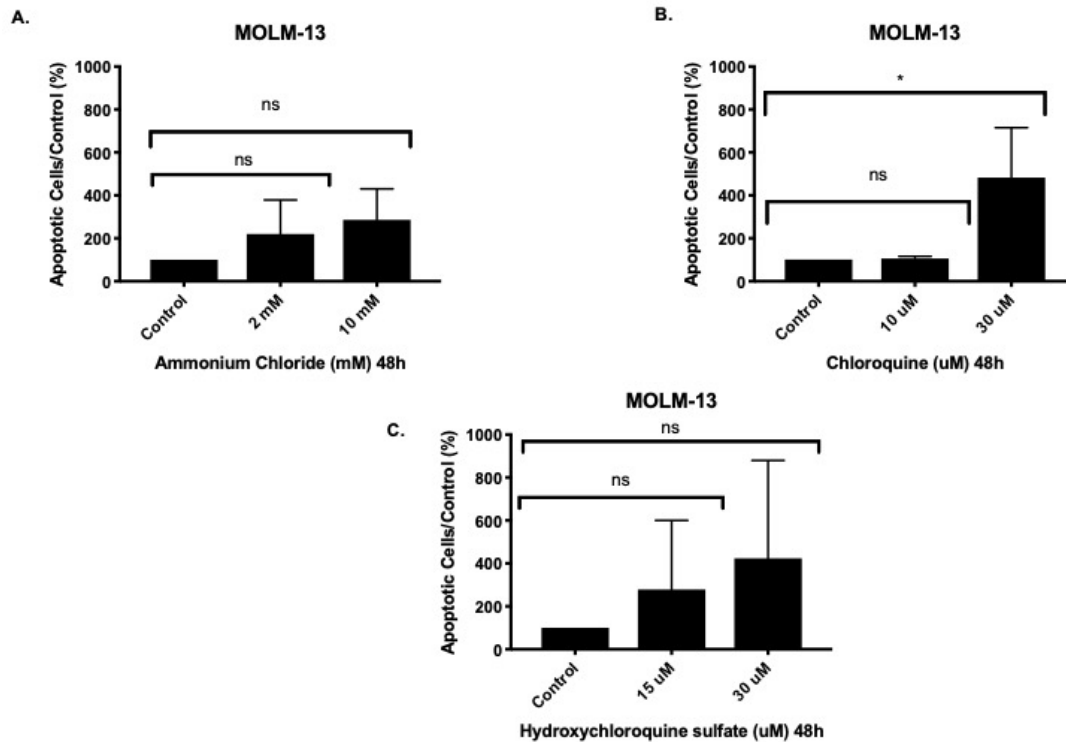 A.
MOLM-13
Apoptotic Cells/Control (%)
1000
800
600
400
200
0
ns
ns
Control
2 mM
10 mM
Ammonium Chloride (mM) 48h
B.
MOLM-13
Apoptotic Cells/Control (%)
1000
800
600
400
200
0
*
ns
Control
10 uM
30 uM
Chloroquine (uM) 48h
C.
MOLM-13
Apoptotic Cells/Control (%)
1000
800
600
400
200
0
ns
ns
Control
15 uM
30 uM
Hydroxychloroquine sulfate (uM) 48h